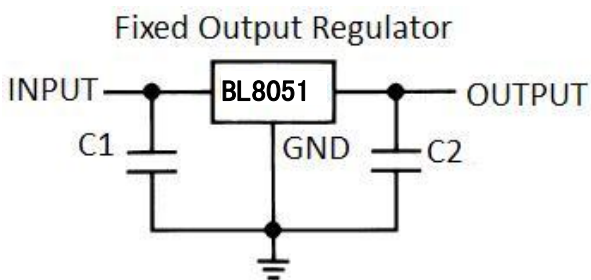 Fixed Output Regulator
INPUT
BL8051
OUTPUT
C1
GND
C2